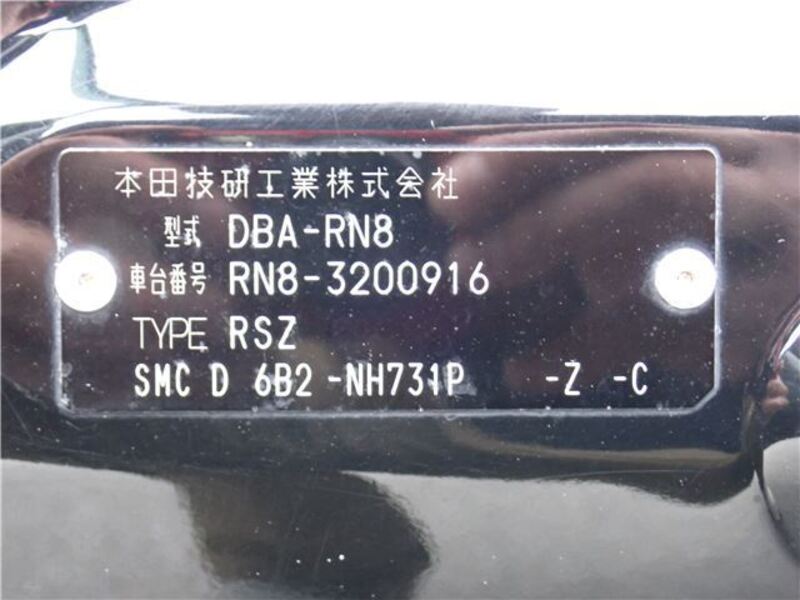 本田技研工業株式会社
型式 DBA-RN8
車台番号 RN8-3200916
TYPE RSZ
SMC D 6B2 -NH731P -Z -C